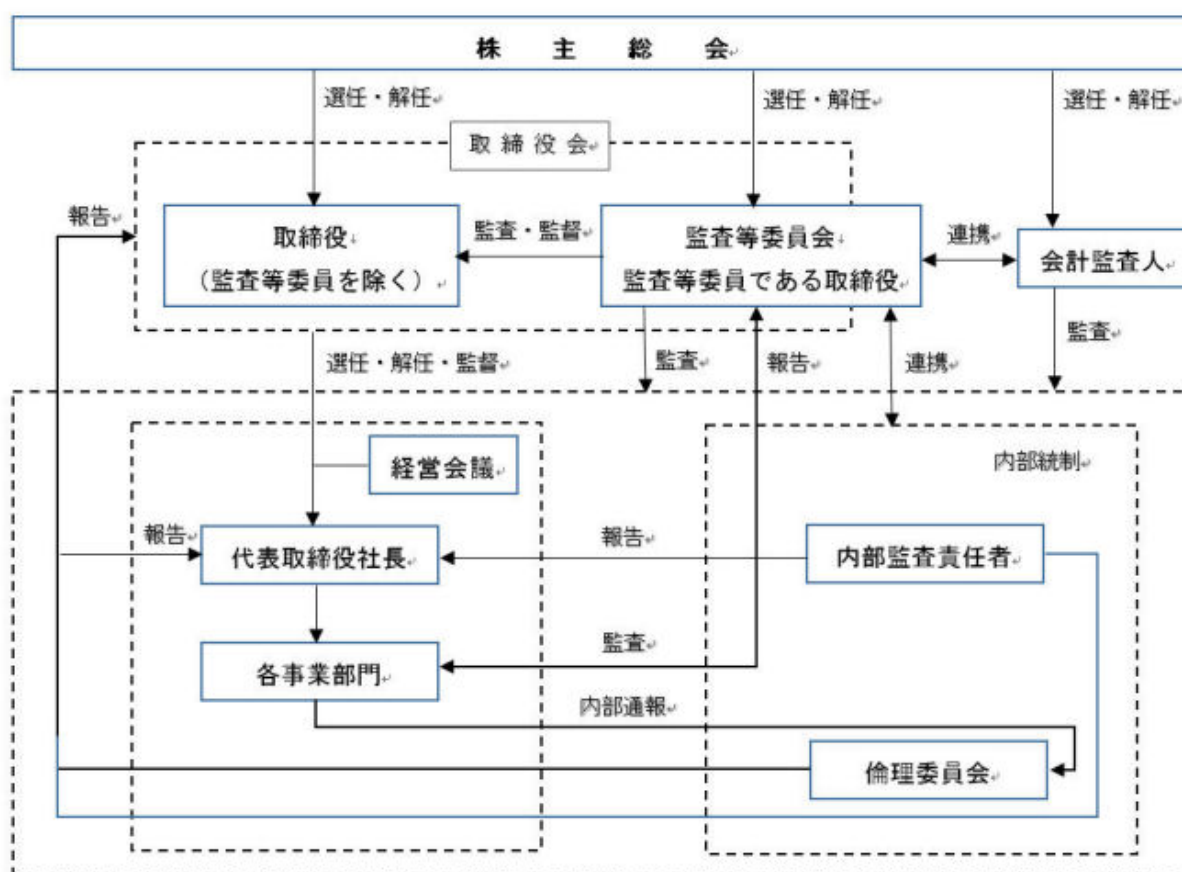 株 主 総 会
選任・解任
選任・解任
選任・解任
取 締 役 会
報告
取締役
(監査等委員を除く)
監査・監督
監査等委員会
監査等委員である取締役
連携
会計監査人
選任・解任・監督
監査
報告
連携
監査
経営会議
内部統制
報告
代表取締役社長
報告
内部監査責任者
各事業部門
監査
内部通報
倫理委員会